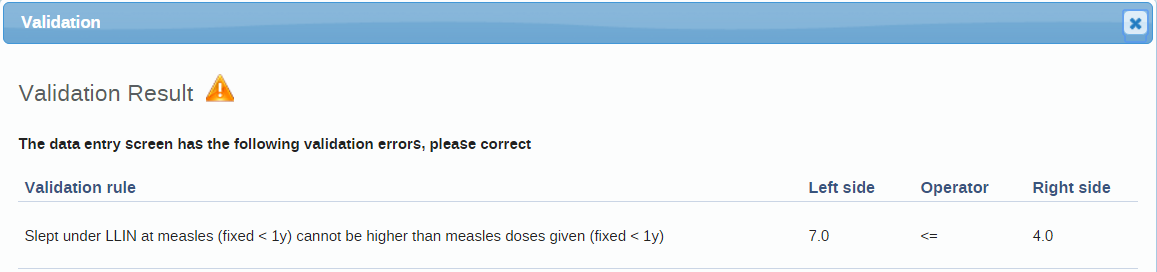 Validation
Validation Result
The data entry screen has the following validation errors, please correct
Validation rule Left side Operator Right side
Slept under LLIN at measles (fixed < 1y) cannot be higher than measles doses given (fixed < 1y) 7.0 <= 4.0